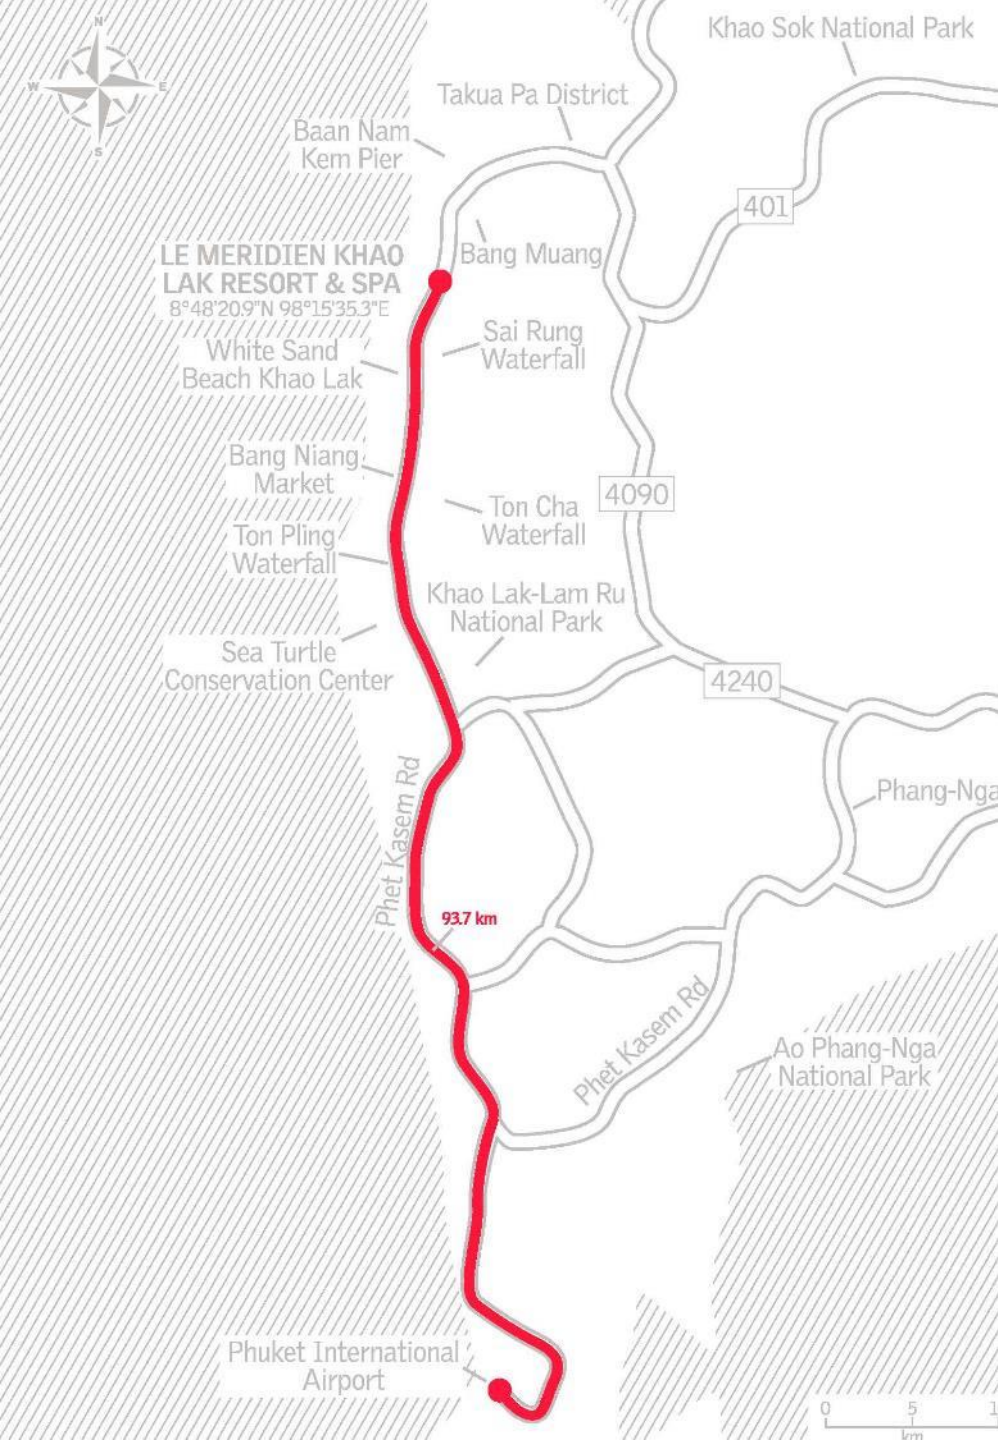 N
W
E
S
Khao Sok National Park
Takua Pa District
Baan Nam
Kem Pier
401
Bang Muang
LE MERIDIEN KHAO
LAK RESORT & SPA
8°48'20.9"N 98°15'35.3"E
Sai Rung
Waterfall
White Sand
Beach Khao Lak
Bang Niang
Market
4090
Ton Cha
Waterfall
Ton Pling
Waterfall
Khao Lak-Lam Ru
National Park
Sea Turtle
Conservation Center
4240
Phet Kasem Rd
Phang-Nga
93.7 km
Phet Kasem Rd
Ao Phang-Nga
National Park
Phuket International
Airport
0 5
km